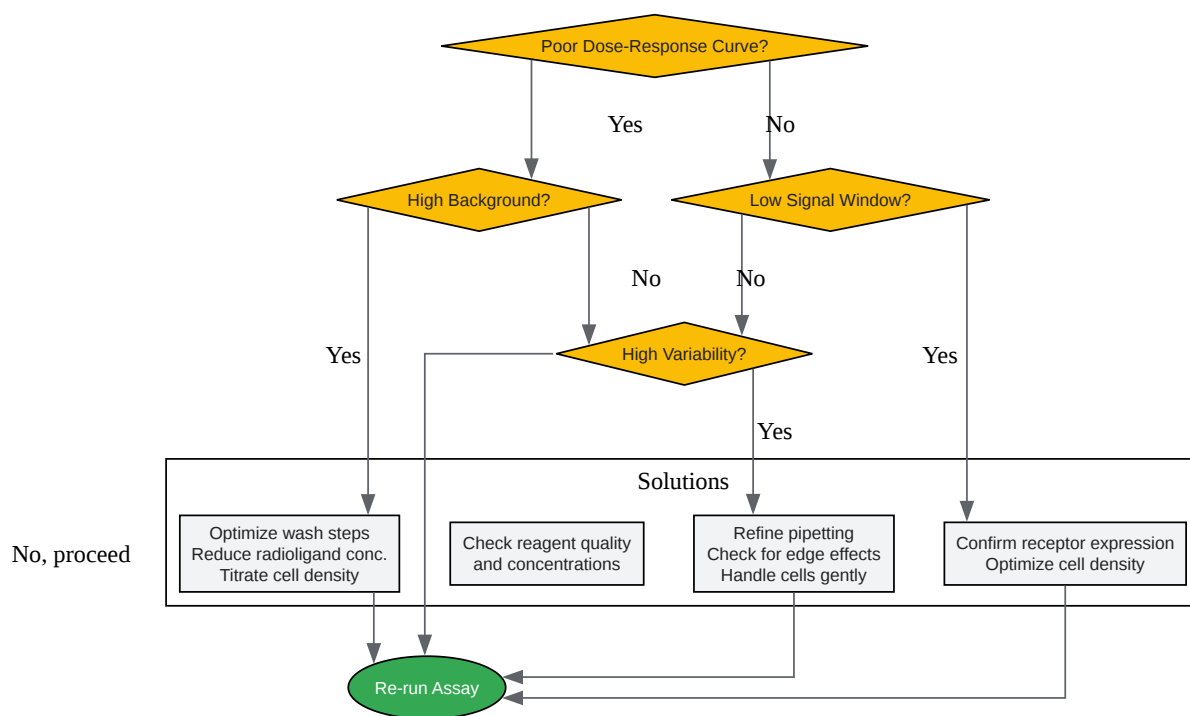 Poor Dose-Response Curve?
Yes
No
High Background?
Low Signal Window?
No
No
Yes
High Variability?
Yes
Yes
Solutions
No, proceed
Optimize wash steps
Reduce radioligand conc.
Titrate cell density
Check reagent quality
and concentrations
Refine pipetting
Check for edge effects
Handle cells gently
Confirm receptor expression
Optimize cell density
Re-run Assay